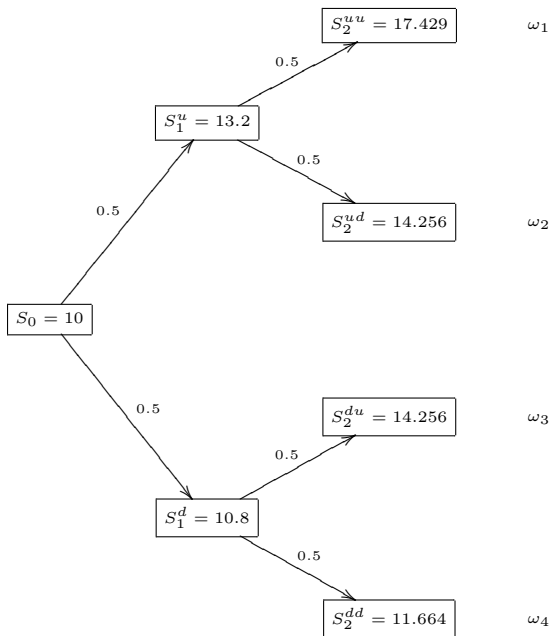 S_2^{uu} = 17.429 ω_1
0.5
S_1^u = 13.2
0.5
0.5
S_2^{ud} = 14.256 ω_2
S_0 = 10
0.5
S_2^{du} = 14.256 ω_3
0.5
S_1^d = 10.8
0.5
S_2^{dd} = 11.664 ω_4